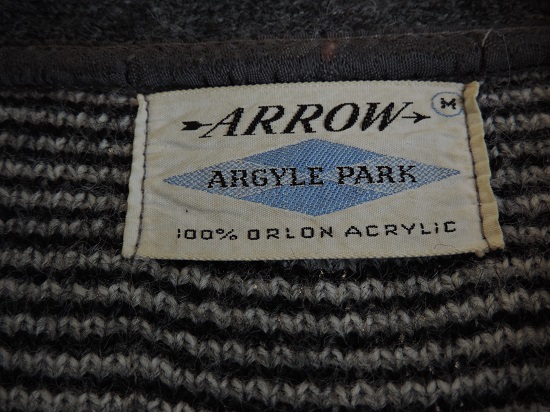 M
ARROW
ARGYLE PARK
100% ORLON ACRYLIC